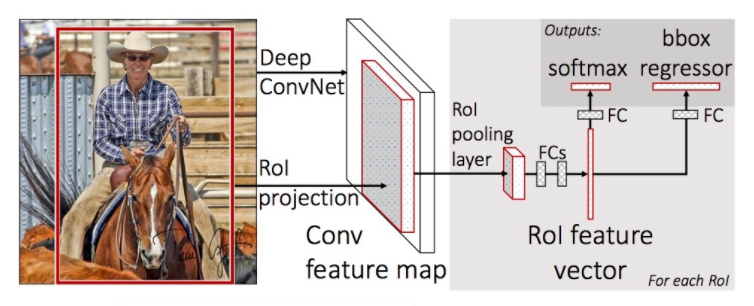 Deep
ConvNet
RoI
projection
Conv
feature map
RoI
pooling
layer
FCs
RoI feature
vector
Outputs:
softmax
bbox
regressor
FC
FC
For each RoI